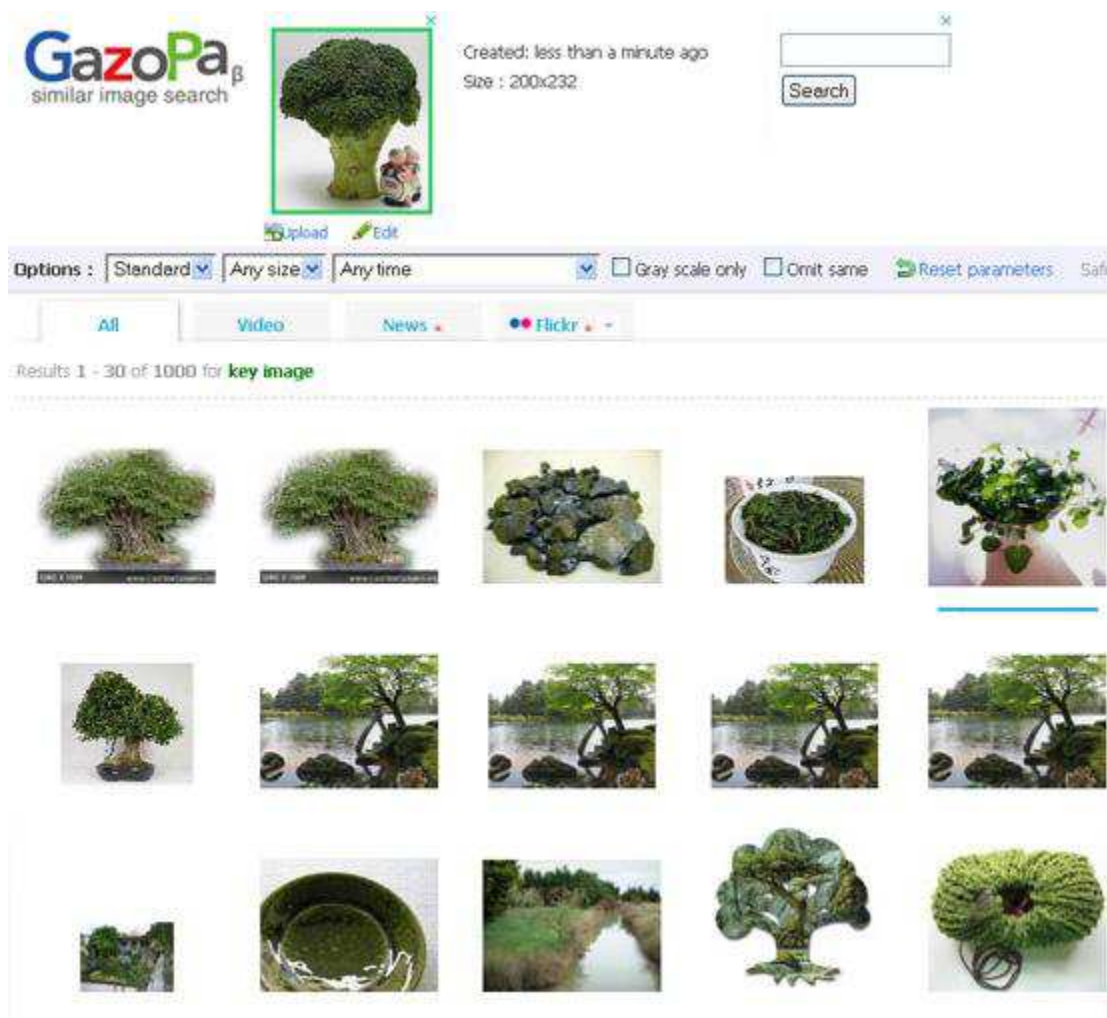 GazoPaβ
similar image search
Created: less than a minute ago
Size : 200x232
Search
Upload Edit
Options : Standard Any size Any time Gray scale only Omit same Reset parameters
All Video News Flickr
Results 1 - 30 of 1000 for key image